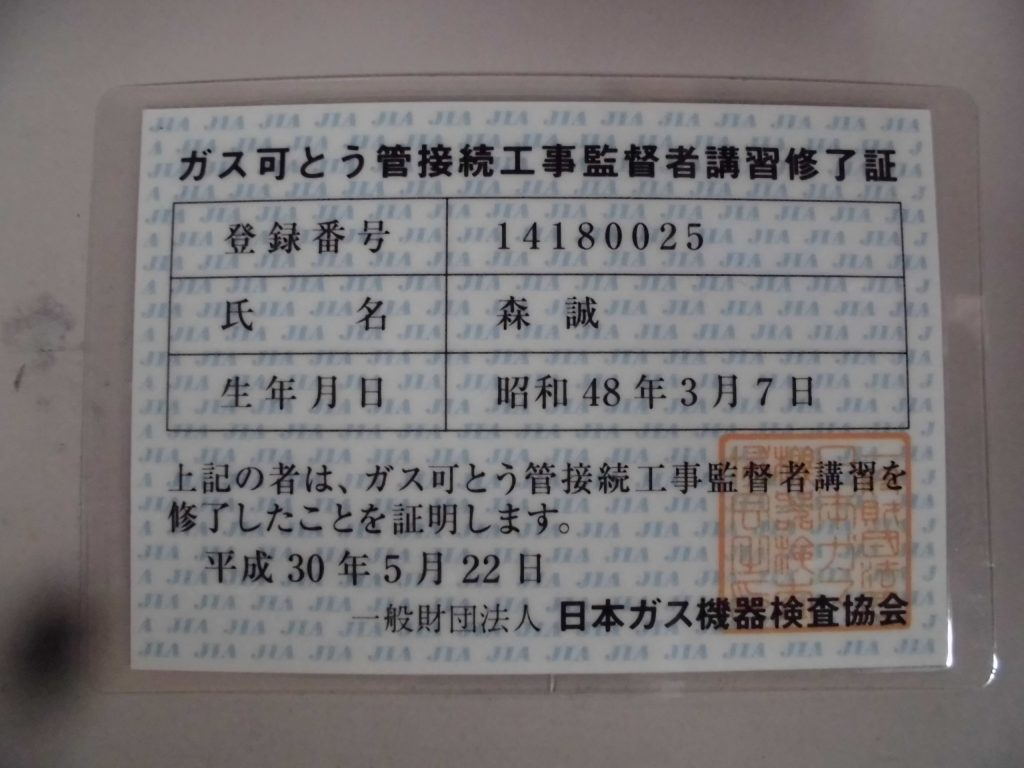 ガス可とう管接続工事監督者講習修了証
登録番号 14180025
氏名 森 誠
生年月日 昭和48年3月7日
上記の者は、ガス可とう管接続工事監督者講習を
修了したことを証明します。
平成30年5月22日
一般財団法人 日本ガス機器検査協会